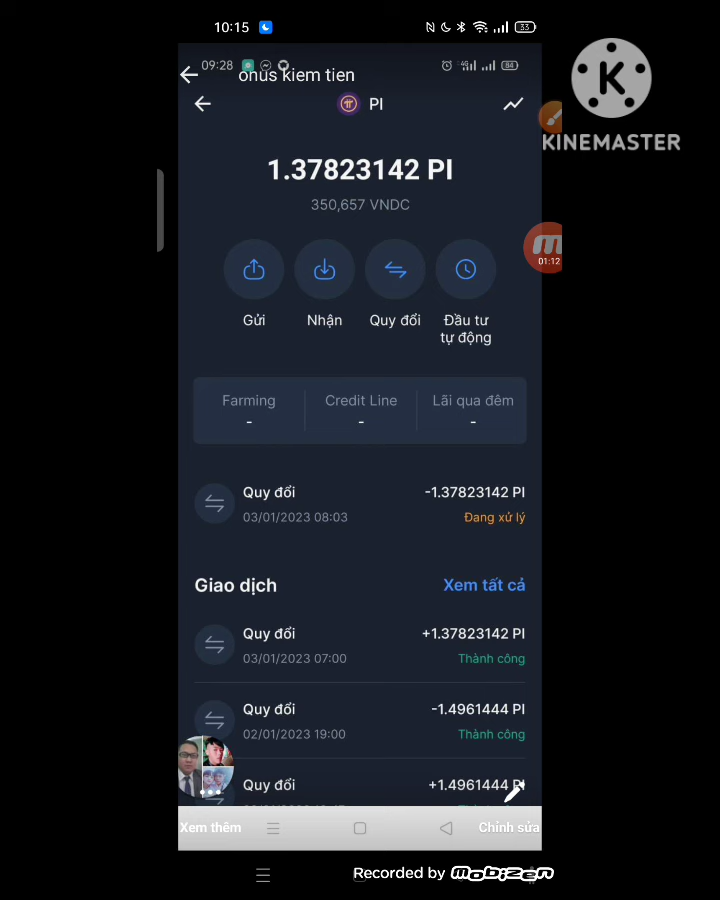 10:15
33
09:28
4G
84
onus kiem tien
PI
1.37823142 PI
350,657 VNDC
Gửi
Nhận
Quy đổi
Đầu tư
tự động
Farming
Credit Line
Lãi qua đêm
-
-
-
Quy đổi
-1.37823142 PI
03/01/2023 08:03
Đang xử lý
Giao dịch
Xem tất cả
Quy đổi
+1.37823142 PI
03/01/2023 07:00
Thành công
Quy đổi
-1.4961444 PI
02/01/2023 19:00
Thành công
Quy đổi
+1.4961444 PI
Xem thêm
Chỉnh sửa
Recorded by mobizen
K
KINEMASTER
01:12